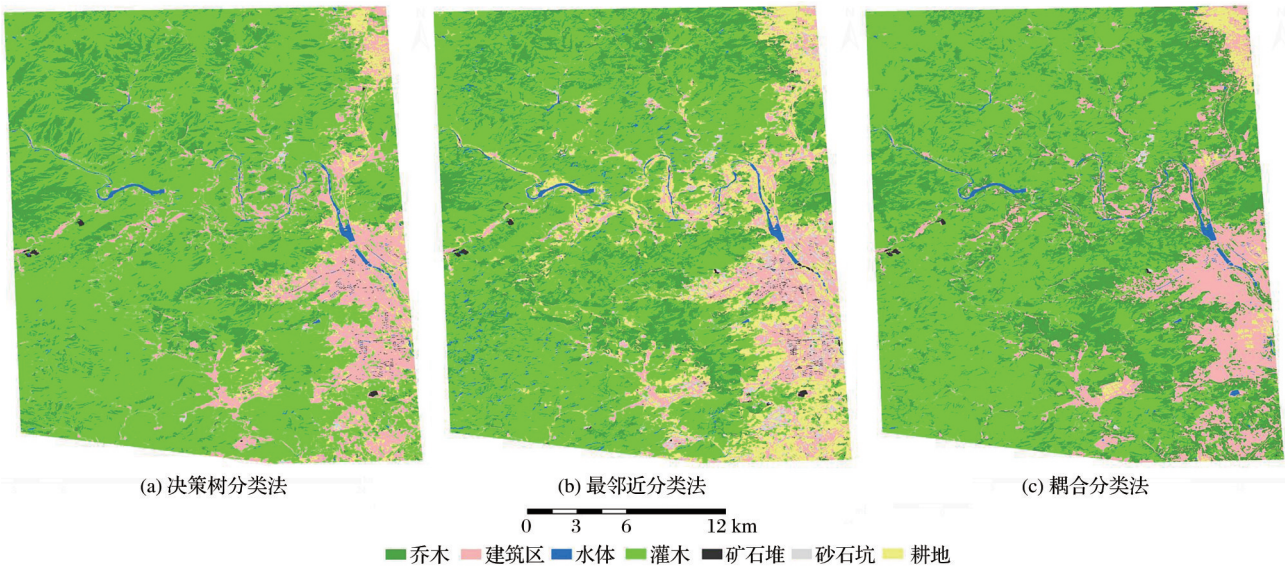 (a) 决策树分类法
(b) 最邻近分类法
(c) 耦合分类法
0 3 6 12 km
乔木 建筑区 水体 灌木 矿石堆 砂石坑 耕地